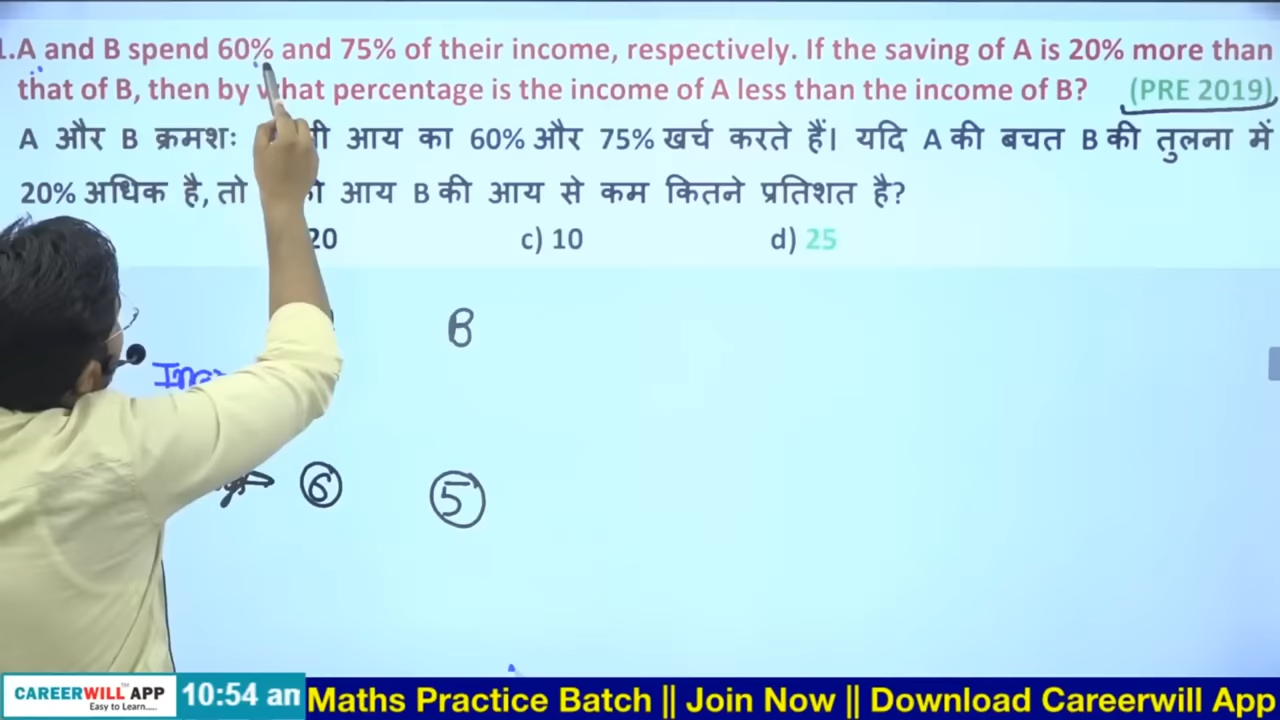 1.A and B spend 60% and 75% of their income, respectively. If the saving of A is 20% more than
that of B, then by what percentage is the income of A less than the income of B? (PRE 2019)
A और B क्रमशः आय का 60% और 75% खर्च करते हैं। यदि A की बचत B की तुलना में
20% अधिक है, तो आय B की आय से कम कितने प्रतिशत है?
20 c) 10 d) 25
B
6 5
CAREERWILL APP
Easy to Learn.....
10:54 am
Maths Practice Batch || Join Now || Download Careerwill App